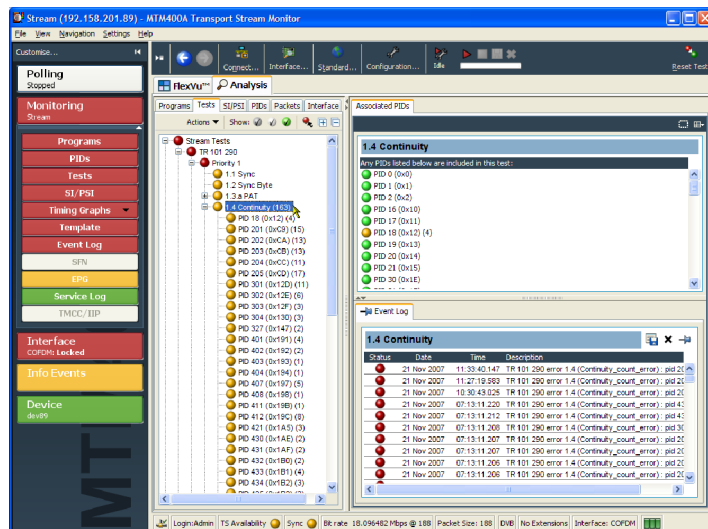 Stream (192.158.201.89) - MTM400A Transport Stream Monitor
File View Navigation Settings Help
Customise...
Polling
Stopped
Monitoring
Stream
Programs
PIDs
Tests
SI/PSI
Timing Graphs
Template
Event Log
SFN
EPG
Service Log
TMCC/IIP
Interface
COFDM: Locked
Info Events
Device
dev89
Connect... Interface... Standard... Configuration... Idle Reset Test
FlexVu™ Analysis
Programs Tests SI/PSI PIDs Packets Interface
Actions Show:
Stream Tests
TR 101 290
Priority 1
1.1 Sync
1.2 Sync Byte
1.3.a PAT
1.4 Continuity (163)
PID 18 (0x12) (4)
PID 201 (0xC9) (15)
PID 202 (0xCA) (13)
PID 203 (0xCB) (13)
PID 204 (0xCC) (11)
PID 205 (0xCD) (17)
PID 301 (0x12D) (11)
PID 302 (0x12E) (6)
PID 303 (0x12F) (3)
PID 304 (0x130) (3)
PID 327 (0x147) (2)
PID 401 (0x191) (4)
PID 402 (0x192) (2)
PID 403 (0x193) (1)
PID 404 (0x194) (1)
PID 407 (0x197) (5)
PID 408 (0x198) (1)
PID 411 (0x19B) (1)
PID 412 (0x19C) (8)
PID 421 (0x1A5) (3)
PID 430 (0x1AE) (2)
PID 431 (0x1AF) (2)
PID 432 (0x1B0) (2)
PID 433 (0x1B1) (4)
PID 434 (0x1B2) (3)
Associated PIDs
1.4 Continuity
Any PIDs listed below are included in this test:
PID 0 (0x0)
PID 1 (0x1)
PID 2 (0x2)
PID 16 (0x10)
PID 17 (0x11)
PID 18 (0x12) (4)
PID 19 (0x13)
PID 20 (0x14)
PID 21 (0x15)
PID 30 (0x1E)
Event Log
1.4 Continuity
Status Date Time Description
21 Nov 2007 11:33:40.147 TR 101 290 error 1.4 (Continuity_count_error) : pid 20
21 Nov 2007 11:27:19.583 TR 101 290 error 1.4 (Continuity_count_error) : pid 20
21 Nov 2007 10:30:43.025 TR 101 290 error 1.4 (Continuity_count_error) : pid 20
21 Nov 2007 07:13:11.220 TR 101 290 error 1.4 (Continuity_count_error) : pid 43
21 Nov 2007 07:13:11.212 TR 101 290 error 1.4 (Continuity_count_error) : pid 43
21 Nov 2007 07:13:11.208 TR 101 290 error 1.4 (Continuity_count_error) : pid 30
21 Nov 2007 07:13:11.207 TR 101 290 error 1.4 (Continuity_count_error) : pid 20
21 Nov 2007 07:13:11.207 TR 101 290 error 1.4 (Continuity_count_error) : pid 20
21 Nov 2007 07:13:11.206 TR 101 290 error 1.4 (Continuity_count_error) : pid 20
21 Nov 2007 07:13:11.206 TR 101 290 error 1.4 (Continuity_count_error) : pid 20
Login:Admin TS Availability Sync Bit rate 18.096482 Mbps @ 188 Packet Size: 188 DVB No Extensions Interface: COFDM